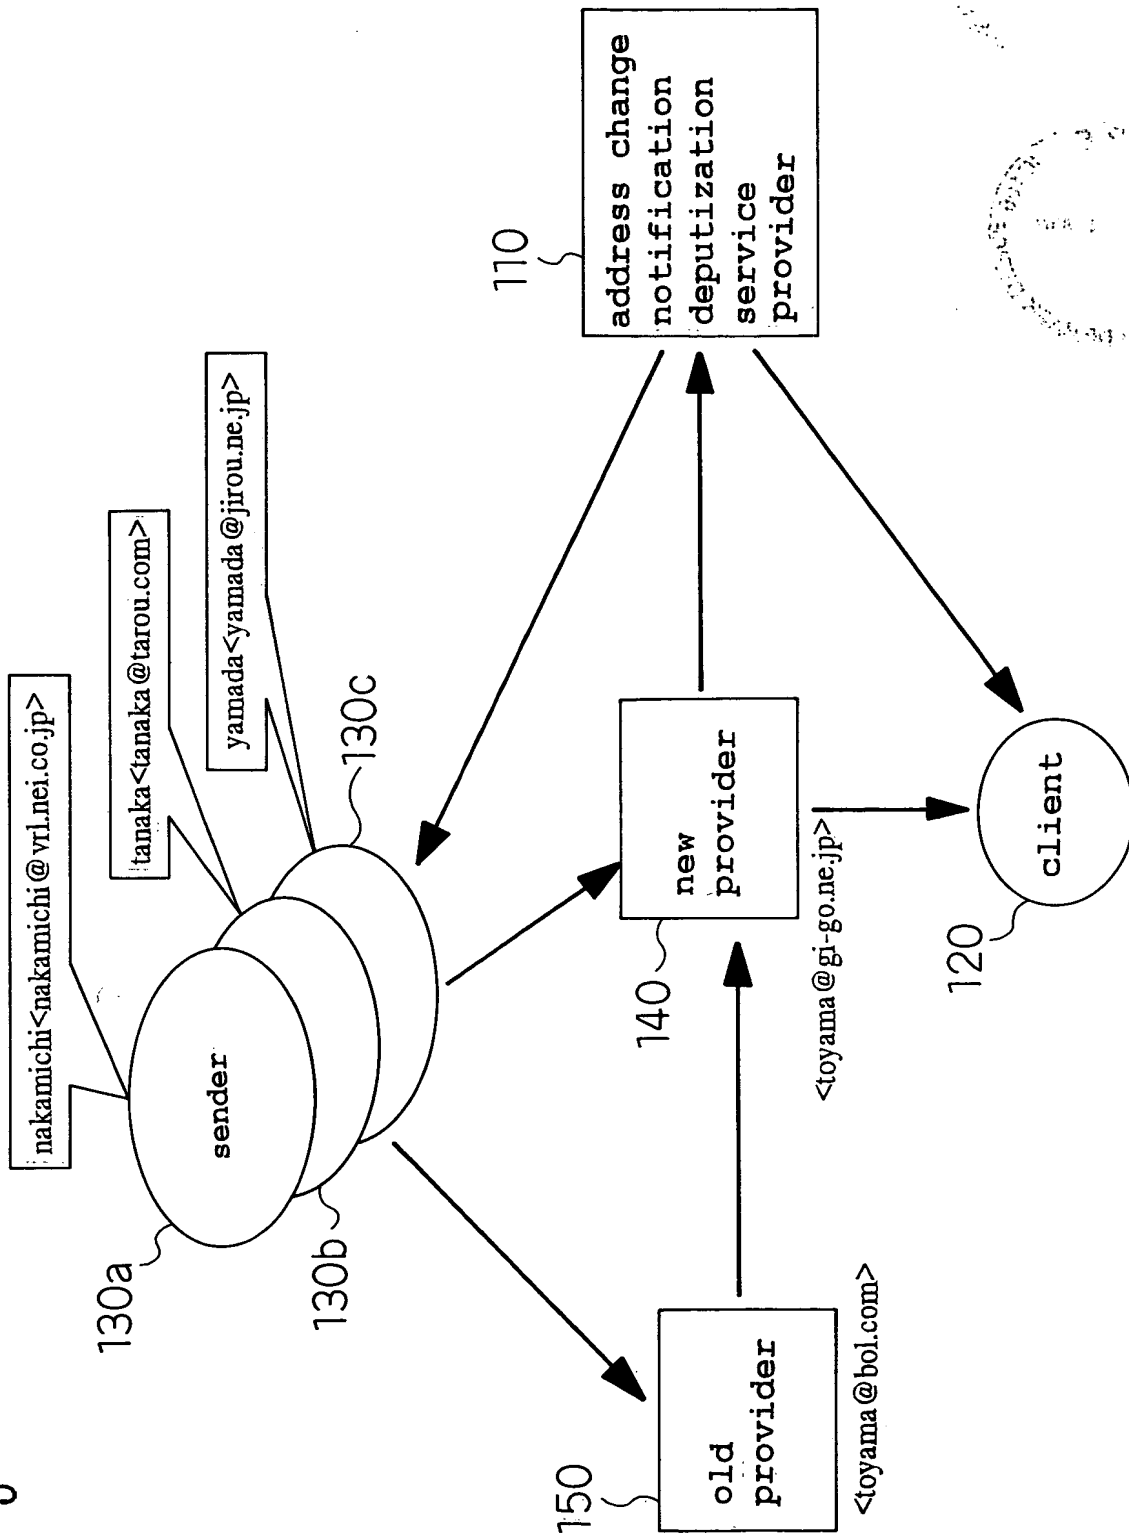 nakamichi<nakamichi@vrl.nei.co.jp>
tanaka<tanaka@tarou.com>
yamada<yamada@jirou.ne.jp>
130a
sender
130b
130c
110
address change
notification
deputization
service
provider
150
old
provider
<toyama@bol.com>
140
new
provider
<toyama@gi-go.ne.jp>
120
client